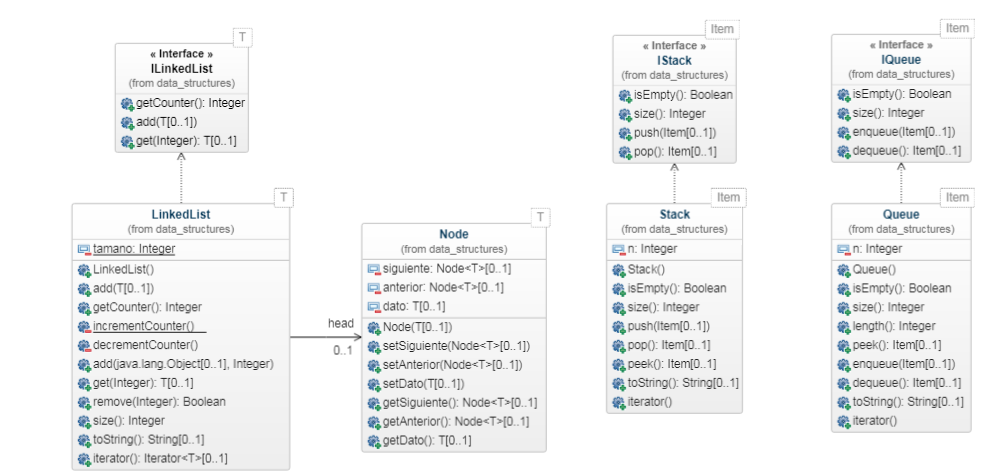 T
« Interface »
ILinkedList
(from data_structures)
getCounter(): Integer
add(T[0..1])
get(Integer): T[0..1]
T
LinkedList
(from data_structures)
tamano: Integer
LinkedList()
add(T[0..1])
getCounter(): Integer
incrementCounter()
decrementCounter()
add(java.lang.Object[0..1], Integer)
get(Integer): T[0..1]
remove(Integer): Boolean
size(): Integer
toString(): String[0..1]
iterator(): Iterator<T>[0..1]
head
0..1
T
Node
(from data_structures)
siguiente: Node<T>[0..1]
anterior: Node<T>[0..1]
dato: T[0..1]
Node(T[0..1])
setSiguiente(Node<T>[0..1])
setAnterior(Node<T>[0..1])
setDato(T[0..1])
getSiguiente(): Node<T>[0..1]
getAnterior(): Node<T>[0..1]
getDato(): T[0..1]
Item
« Interface »
IStack
(from data_structures)
isEmpty(): Boolean
size(): Integer
push(Item[0..1])
pop(): Item[0..1]
Item
Stack
(from data_structures)
n: Integer
Stack()
isEmpty(): Boolean
size(): Integer
push(Item[0..1])
pop(): Item[0..1]
peek(): Item[0..1]
toString(): String[0..1]
iterator()
Item
« Interface »
IQueue
(from data_structures)
isEmpty(): Boolean
size(): Integer
enqueue(Item[0..1])
dequeue(): Item[0..1]
Item
Queue
(from data_structures)
n: Integer
Queue()
isEmpty(): Boolean
size(): Integer
length(): Integer
peek(): Item[0..1]
enqueue(Item[0..1])
dequeue(): Item[0..1]
toString(): String[0..1]
iterator()